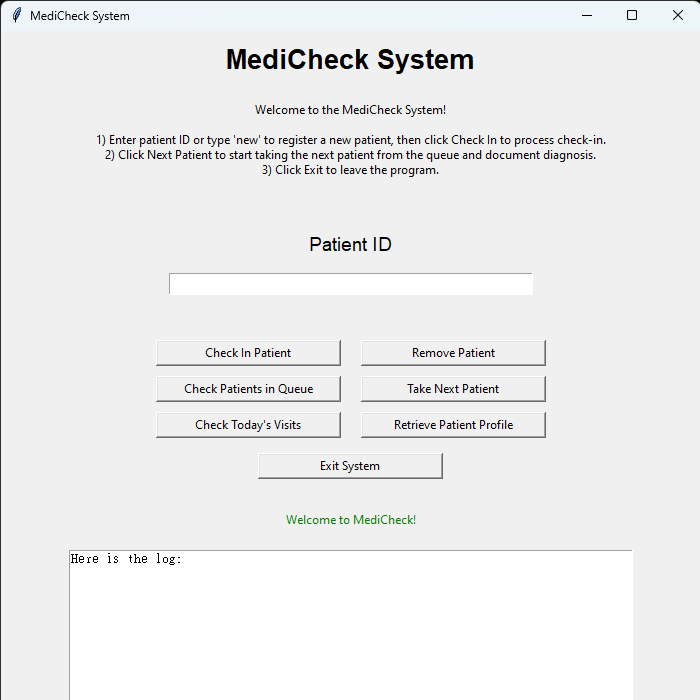 MediCheck System
MediCheck System
Welcome to the MediCheck System!
1) Enter patient ID or type 'new' to register a new patient, then click Check In to process check-in.
2) Click Next Patient to start taking the next patient from the queue and document diagnosis.
3) Click Exit to leave the program.
Patient ID
Check In Patient
Remove Patient
Check Patients in Queue
Take Next Patient
Check Today's Visits
Retrieve Patient Profile
Exit System
Welcome to MediCheck!
Here is the log: